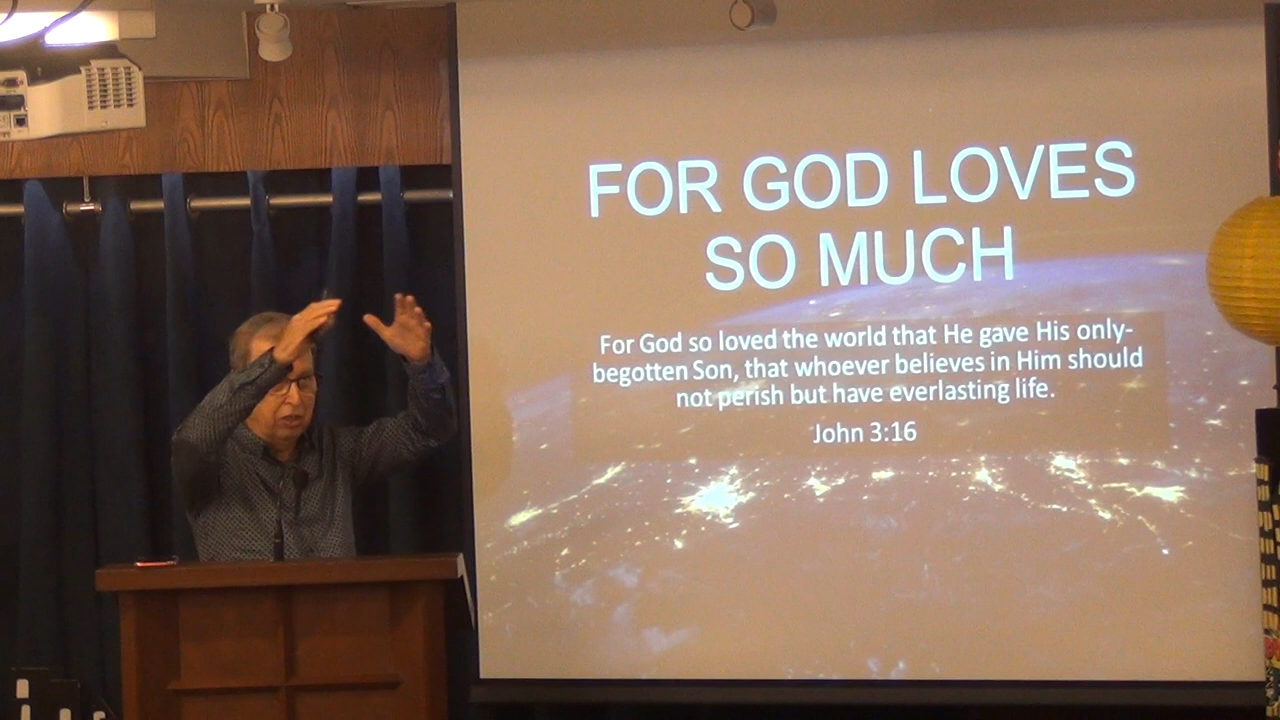 FOR GOD LOVES
SO MUCH
For God so loved the world that He gave His only-
begotten Son, that whoever believes in Him should
not perish but have everlasting life.
John 3:16